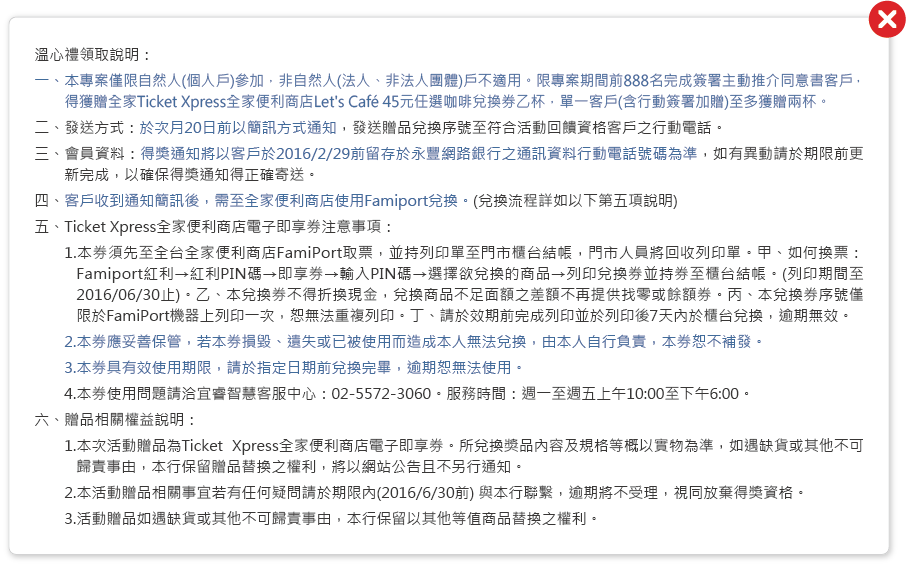 溫心禮領取說明：
一、本專案僅限自然人(個人戶)參加，非自然人(法人、非法人團體)戶不適用。限專案期間前888名完成簽署主動推介同意書客戶，
得獲贈全家Ticket Xpress全家便利商店Let's Café 45元任選咖啡兌換券乙杯，單一客戶(含行動簽署加贈)至多獲贈兩杯。
二、發送方式：於次月20日前以簡訊方式通知，發送贈品兌換序號至符合活動回饋資格客戶之行動電話。
三、會員資料：得獎通知將以客戶於2016/2/29前留存於永豐網路銀行之通訊資料行動電話號碼為準，如有異動請於期限前更
新完成，以確保得獎通知得正確寄送。
四、客戶收到通知簡訊後，需至全家便利商店使用Famiport兌換。(兌換流程詳如以下第五項說明)
五、Ticket Xpress全家便利商店電子即享券注意事項：
1.本券須先至全台全家便利商店FamiPort取票，並持列印單至門市櫃台結帳，門市人員將回收列印單。甲、如何換票：
Famiport紅利→紅利PIN碼→即享券→輸入PIN碼→選擇欲兌換的商品→列印兌換券並持券至櫃台結帳。(列印期間至
2016/06/30止)。乙、本兌換券不得折換現金，兌換商品不足面額之差額不再提供找零或餘額券。丙、本兌換券序號僅
限於FamiPort機器上列印一次，恕無法重複列印。丁、請於效期前完成列印並於列印後7天內於櫃台兌換，逾期無效。
2.本券應妥善保管，若本券損毀、遺失或已被使用而造成本人無法兌換，由本人自行負責，本券恕不補發。
3.本券具有效使用期限，請於指定日期前兌換完畢，逾期恕無法使用。
4.本券使用問題請洽宜睿智慧客服中心：02-5572-3060。服務時間：週一至週五上午10:00至下午6:00。
六、贈品相關權益說明：
1.本次活動贈品為Ticket Xpress全家便利商店電子即享券。所兌換獎品內容及規格等概以實物為準，如遇缺貨或其他不可
歸責事由，本行保留贈品替換之權利，將以網站公告且不另行通知。
2.本活動贈品相關事宜若有任何疑問請於期限內(2016/6/30前) 與本行聯繫，逾期將不受理，視同放棄得獎資格。
3.活動贈品如遇缺貨或其他不可歸責事由，本行保留以其他等值商品替換之權利。